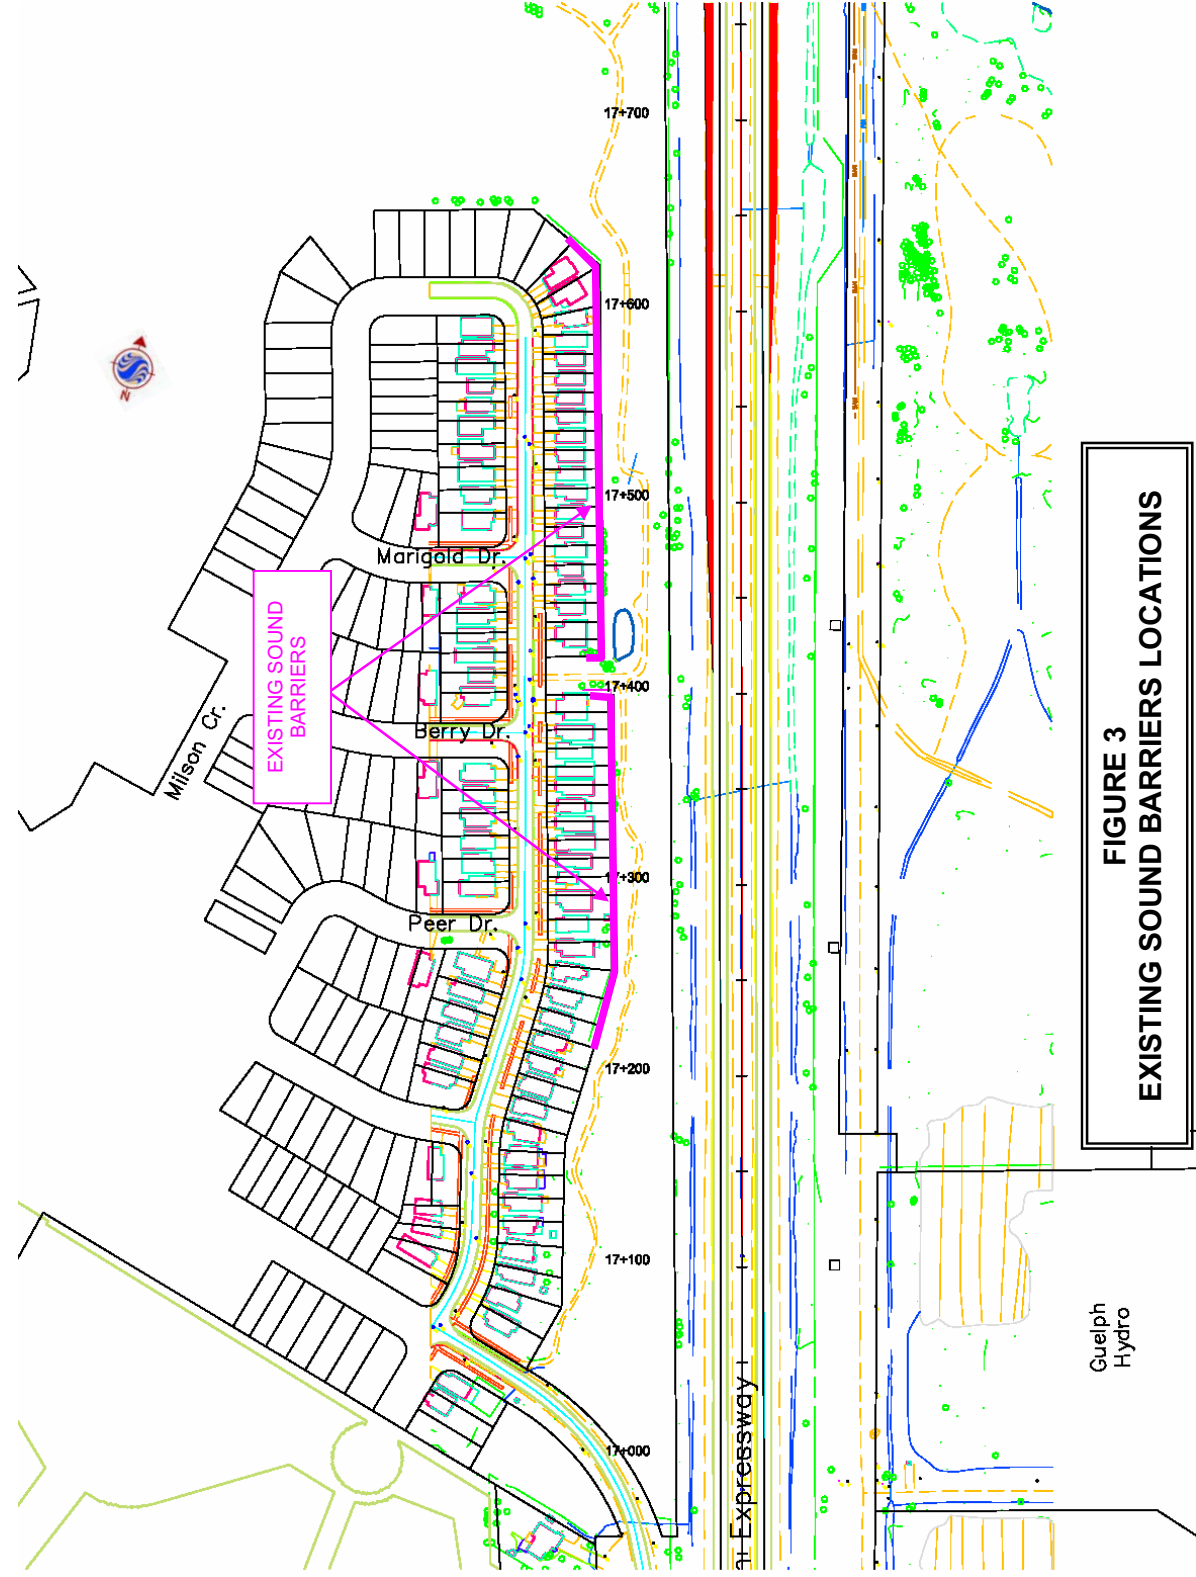 17+700
17+600
17+500
Marigold Dr.
EXISTING SOUND
BARRIERS
17+400
Milson Cr.
Berry Dr.
17+300
Peer Dr.
17+200
17+100
17+000
Expressway
Guelph
Hydro
N
FIGURE 3
EXISTING SOUND BARRIERS LOCATIONS